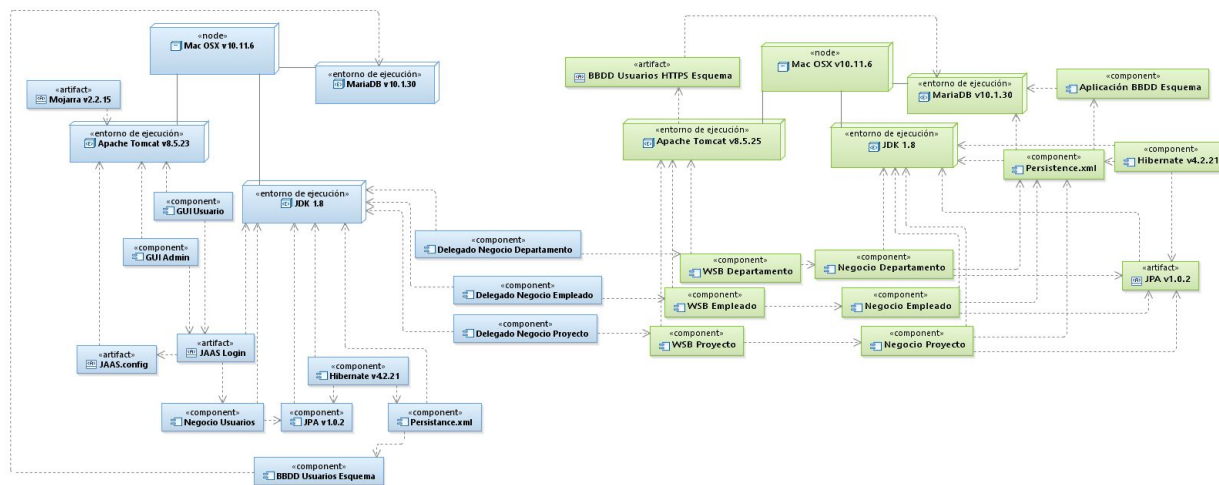 «node»
Mac OSX v10.11.6
«entorno de ejecución»
MariaDB v10.1.30
«artifact»
Mojarra v2.2.15
«entorno de ejecución»
Apache Tomcat v8.5.23
«component»
GUI Usuario
«entorno de ejecución»
JDK 1.8
«component»
GUI Admin
«component»
Delegado Negocio Departamento
«component»
Delegado Negocio Empleado
«component»
Delegado Negocio Proyecto
«artifact»
JAAS.config
«artifact»
JAAS Login
«component»
Hibernate v4.2.21
«component»
Negocio Usuarios
«component»
JPA v1.0.2
«component»
Persistance.xml
«component»
BBDD Usuarios Esquema
«artifact»
BBDD Usuarios HTTPS Esquema
«node»
Mac OSX v10.11.6
«entorno de ejecución»
MariaDB v10.1.30
«component»
Aplicación BBDD Esquema
«entorno de ejecución»
Apache Tomcat v8.5.25
«entorno de ejecución»
JDK 1.8
«component»
Persistence.xml
«component»
Hibernate v4.2.21
«component»
WSB Departamento
«component»
Negocio Departamento
«artifact»
JPA v1.0.2
«component»
WSB Empleado
«component»
Negocio Empleado
«component»
WSB Proyecto
«component»
Negocio Proyecto